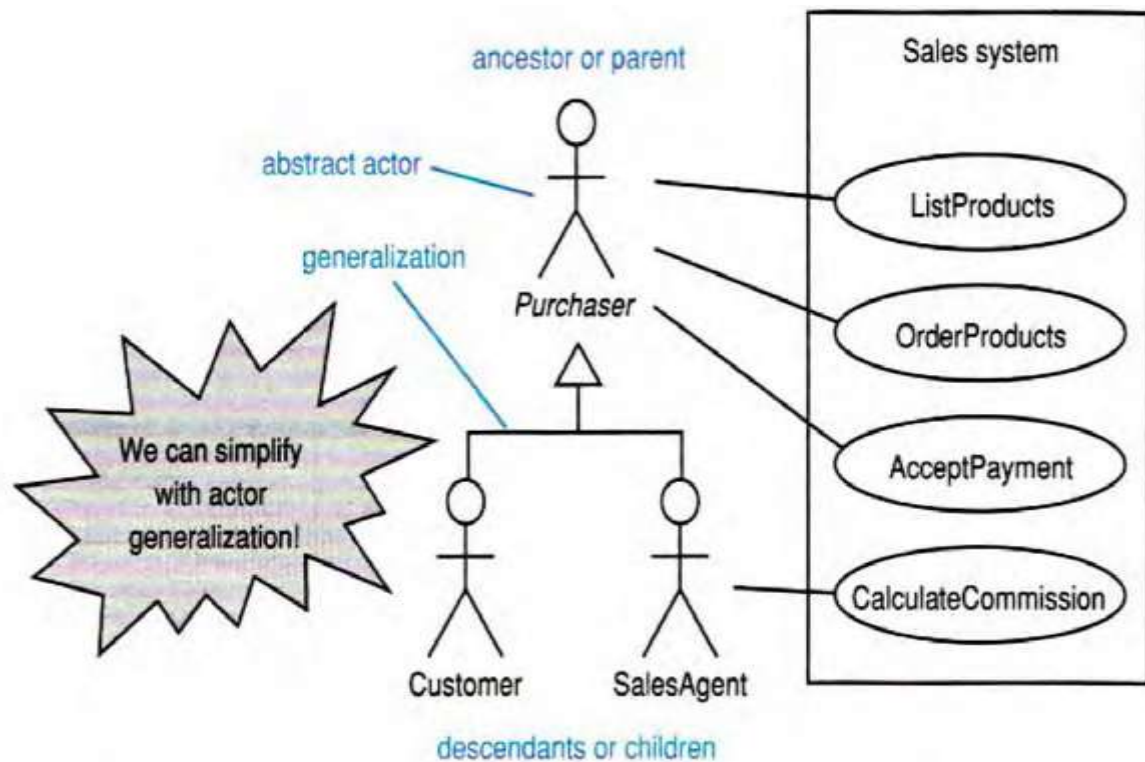 ancestor or parent
Sales system
abstract actor
ListProducts
generalization
Purchaser
OrderProducts
We can simplify
with actor
generalization!
AcceptPayment
CalculateCommission
Customer
SalesAgent
descendants or children